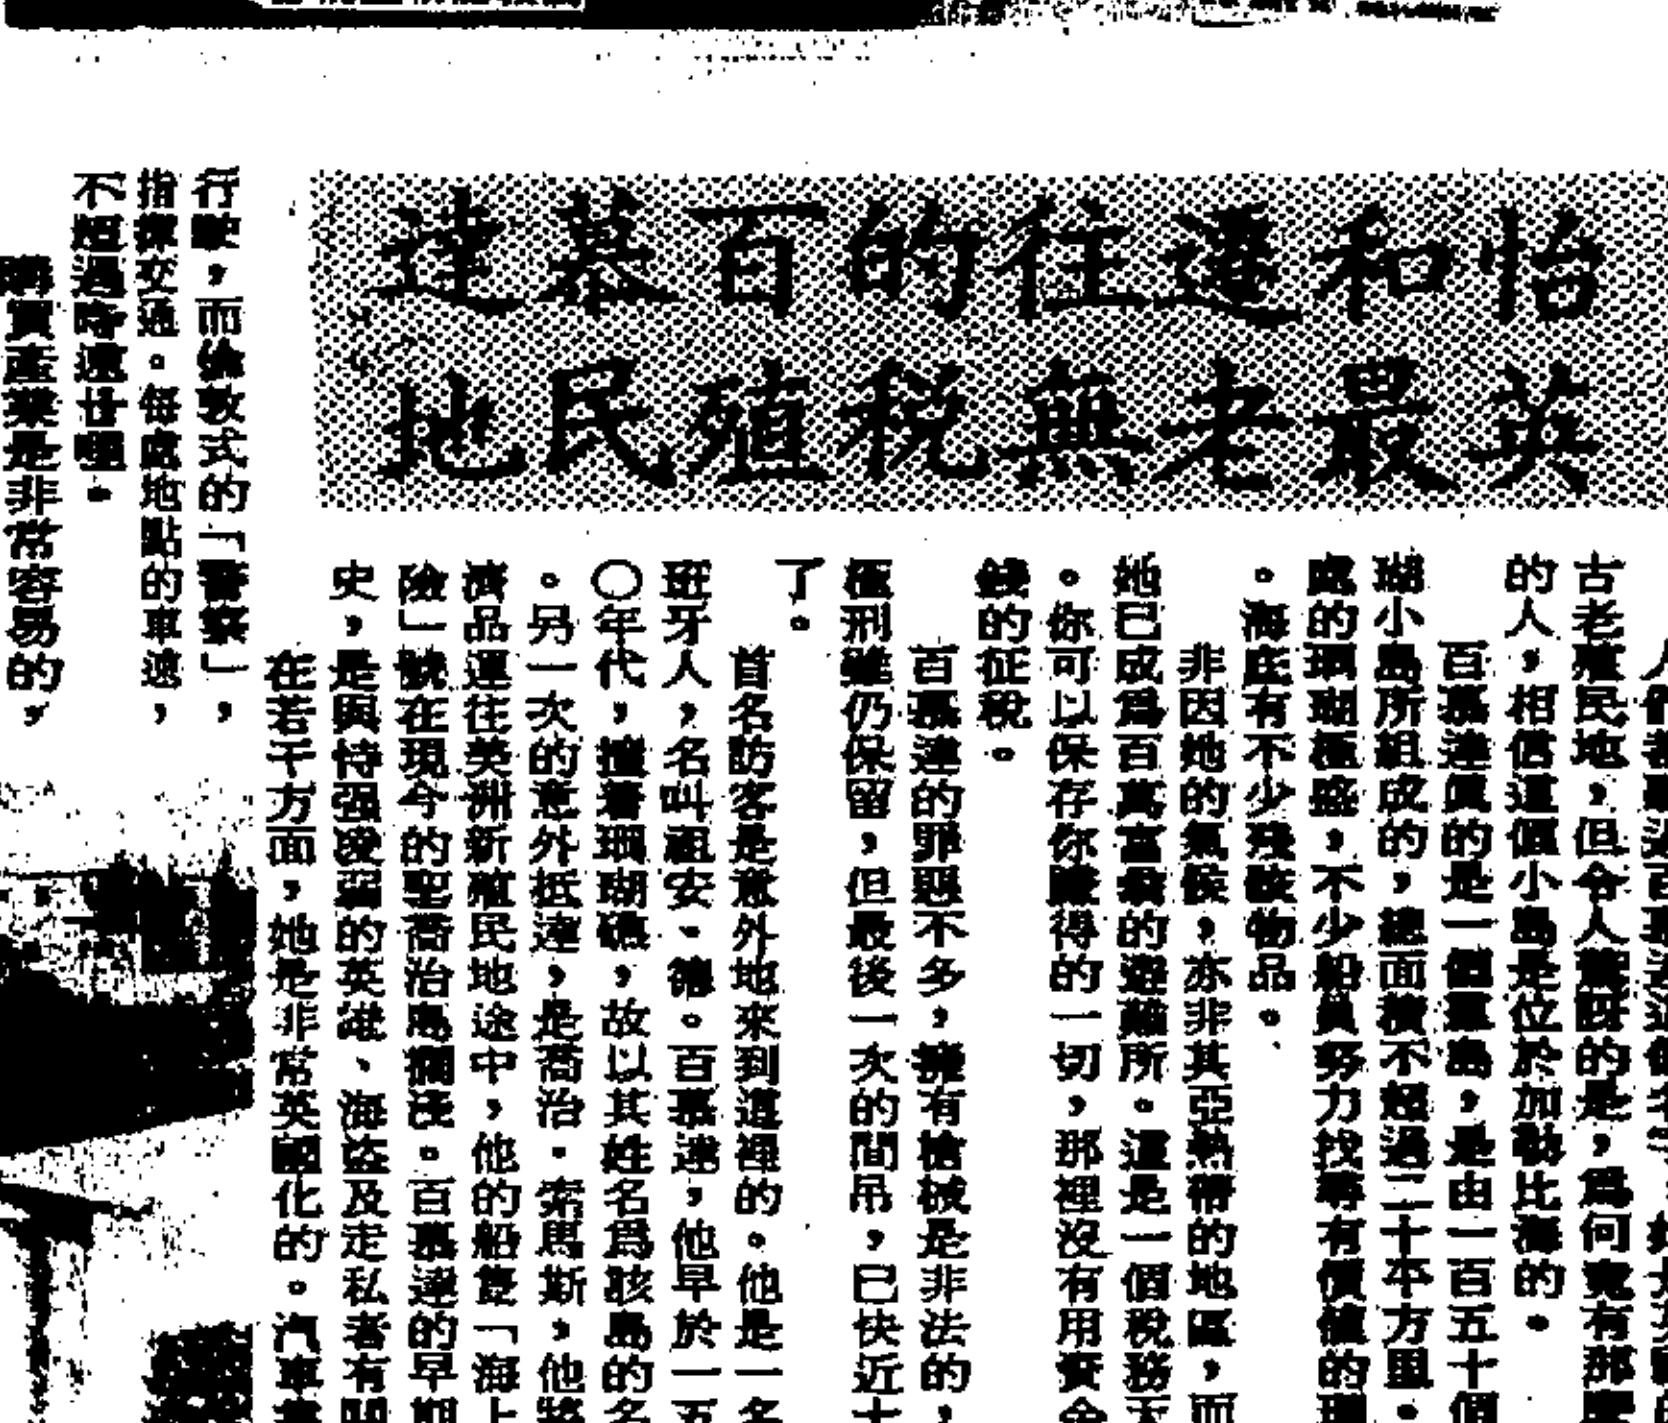 怡和遷往的百慕達
英最老無稅殖民地
古老殖民地，但令人驚訝的是，爲何竟有那麼
的人，相信這個小島是位於加勒比海的。
百慕達眞的是一個羣島，是由一百五十個
瑚小島所組成的，總面積不超過二十平方里。
處的珊瑚極盛，不少船員努力找尋有價值的
。海底有不少殘骸物品。
非因她的氣候，亦非其亞熱帶的地區，而
她已成爲百萬富翁的避難所。這是一個稅務天
。你可以保存你賺得的一切，那裡沒有用資金
錢的征稅。
百慕達的罪惡不多，擁有槍械是非法的，
極刑雖仍保留，但最後一次的問吊，已快近十
了。
首名訪客是意外地來到這裡的。他是一名
班牙人，名叫祖安．德。百慕達，他早於一五
〇年代，擅着珊瑚礁，故以其姓名爲該島的名
。另一次的意外抵達，是喬治．索馬斯，他將
濟品運往美洲新殖民地途中，他的船隻「海上
險」號在現今的聖喬治島擱淺。百慕達的早期
史，是與恃强凌弱的英雄、海盜及走私者有關
在若干方面，她是非常英國化的。汽車靠
行駛，而倫敦式的「警察」，
指揮交通。每處地點的車速，
不超過時速廿哩。
購買產業是非常容易的，